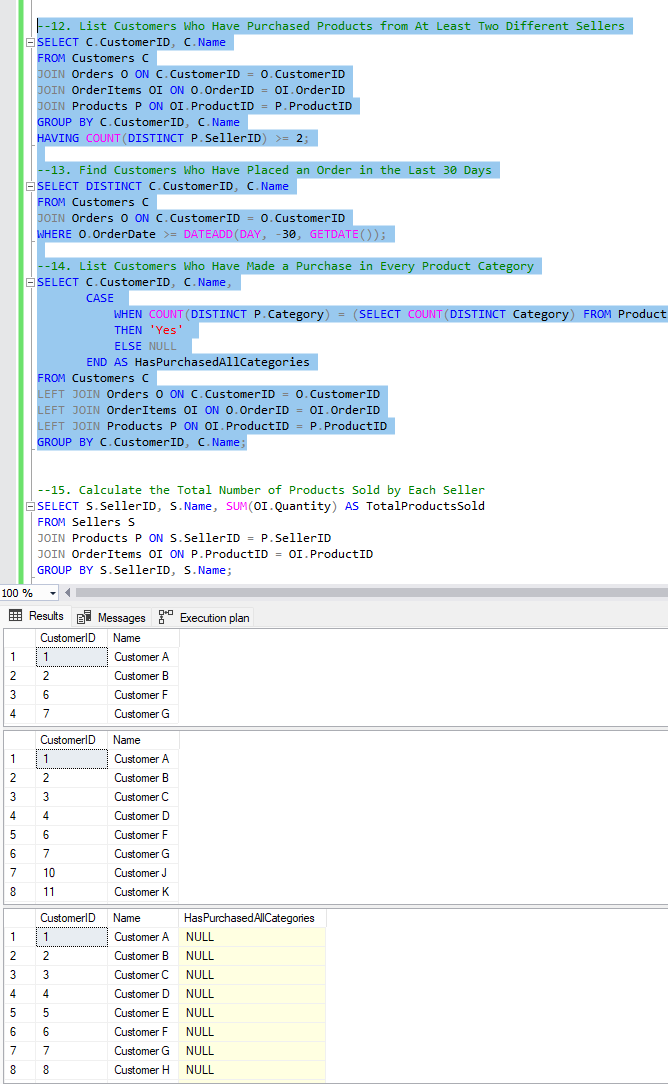 --12. List Customers Who Have Purchased Products from At Least Two Different Sellers
SELECT C.CustomerID, C.Name
FROM Customers C
JOIN Orders O ON C.CustomerID = O.CustomerID
JOIN OrderItems OI ON O.OrderID = OI.OrderID
JOIN Products P ON OI.ProductID = P.ProductID
GROUP BY C.CustomerID, C.Name
HAVING COUNT(DISTINCT P.SellerID) >= 2;
--13. Find Customers Who Have Placed an Order in the Last 30 Days
SELECT DISTINCT C.CustomerID, C.Name
FROM Customers C
JOIN Orders O ON C.CustomerID = O.CustomerID
WHERE O.OrderDate >= DATEADD(DAY, -30, GETDATE());
--14. List Customers Who Have Made a Purchase in Every Product Category
SELECT C.CustomerID, C.Name,
CASE
WHEN COUNT(DISTINCT P.Category) = (SELECT COUNT(DISTINCT Category) FROM Product
THEN 'Yes'
ELSE NULL
END AS HasPurchasedAllCategories
FROM Customers C
LEFT JOIN Orders O ON C.CustomerID = O.CustomerID
LEFT JOIN OrderItems OI ON O.OrderID = OI.OrderID
LEFT JOIN Products P ON OI.ProductID = P.ProductID
GROUP BY C.CustomerID, C.Name;
--15. Calculate the Total Number of Products Sold by Each Seller
SELECT S.SellerID, S.Name, SUM(OI.Quantity) AS TotalProductsSold
FROM Sellers S
JOIN Products P ON S.SellerID = P.SellerID
JOIN OrderItems OI ON P.ProductID = OI.ProductID
GROUP BY S.SellerID, S.Name;
100 %
Results Messages Execution plan
CustomerID Name
1 1 Customer A
2 2 Customer B
3 6 Customer F
4 7 Customer G
CustomerID Name
1 1 Customer A
2 2 Customer B
3 3 Customer C
4 4 Customer D
5 6 Customer F
6 7 Customer G
7 10 Customer J
8 11 Customer K
CustomerID Name HasPurchasedAllCategories
1 1 Customer A NULL
2 2 Customer B NULL
3 3 Customer C NULL
4 4 Customer D NULL
5 5 Customer E NULL
6 6 Customer F NULL
7 7 Customer G NULL
8 8 Customer H NULL